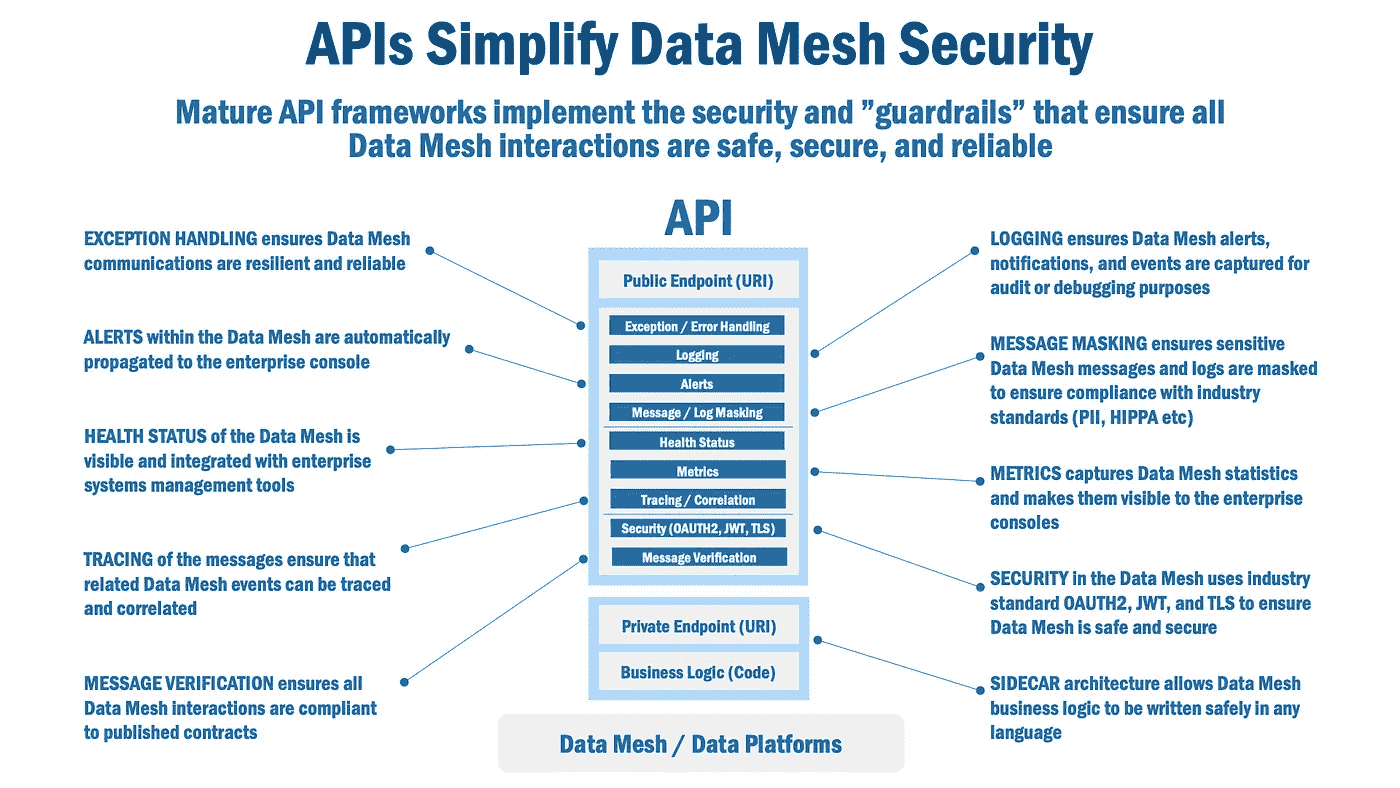 APIs Simplify Data Mesh Security
Mature API frameworks implement the security and ”guardrails” that ensure all
Data Mesh interactions are safe, secure, and reliable
API
EXCEPTION HANDLING ensures Data Mesh
communications are resilient and reliable
ALERTS within the Data Mesh are automatically
propagated to the enterprise console
HEALTH STATUS of the Data Mesh is
visible and integrated with enterprise
systems management tools
TRACING of the messages ensure that
related Data Mesh events can be traced
and correlated
MESSAGE VERIFICATION ensures all
Data Mesh interactions are compliant
to published contracts
Public Endpoint (URI)
Exception / Error Handling
Logging
Alerts
Message / Log Masking
Health Status
Metrics
Tracing / Correlation
Security (OAUTH2, JWT, TLS)
Message Verification
Private Endpoint (URI)
Business Logic (Code)
Data Mesh / Data Platforms
LOGGING ensures Data Mesh alerts,
notifications, and events are captured for
audit or debugging purposes
MESSAGE MASKING ensures sensitive
Data Mesh messages and logs are masked
to ensure compliance with industry
standards (PII, HIPPA etc)
METRICS captures Data Mesh statistics
and makes them visible to the enterprise
consoles
SECURITY in the Data Mesh uses industry
standard OAUTH2, JWT, and TLS to ensure
Data Mesh is safe and secure
SIDECAR architecture allows Data Mesh
business logic to be written safely in any
language